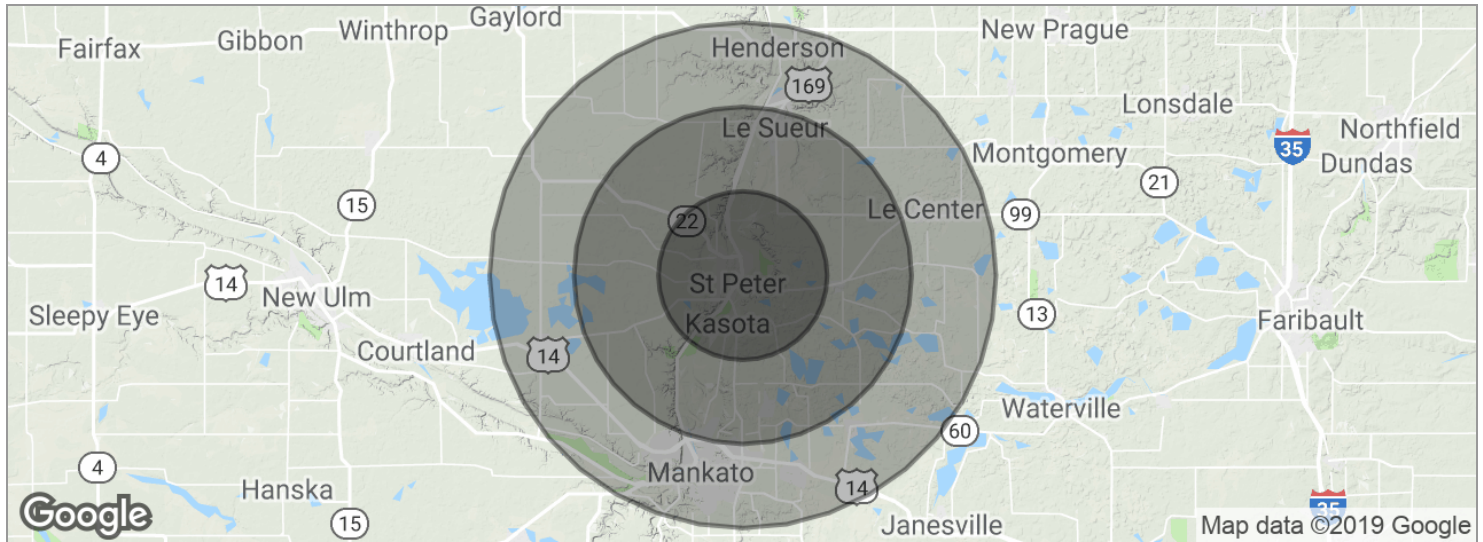 Gaylord
Winthrop
Gibbon
Fairfax
Henderson
New Prague
169
Lonsdale
Le Sueur
Northfield
35
Montgomery
Dundas
4
21
15
Le Center
22
99
14
St Peter
New Ulm
Sleepy Eye
Kasota
13
Faribault
Courtland
14
Waterville
60
Mankato
4
Hanska
14
35
15
Janesville
Google
Map data ©2019 Google